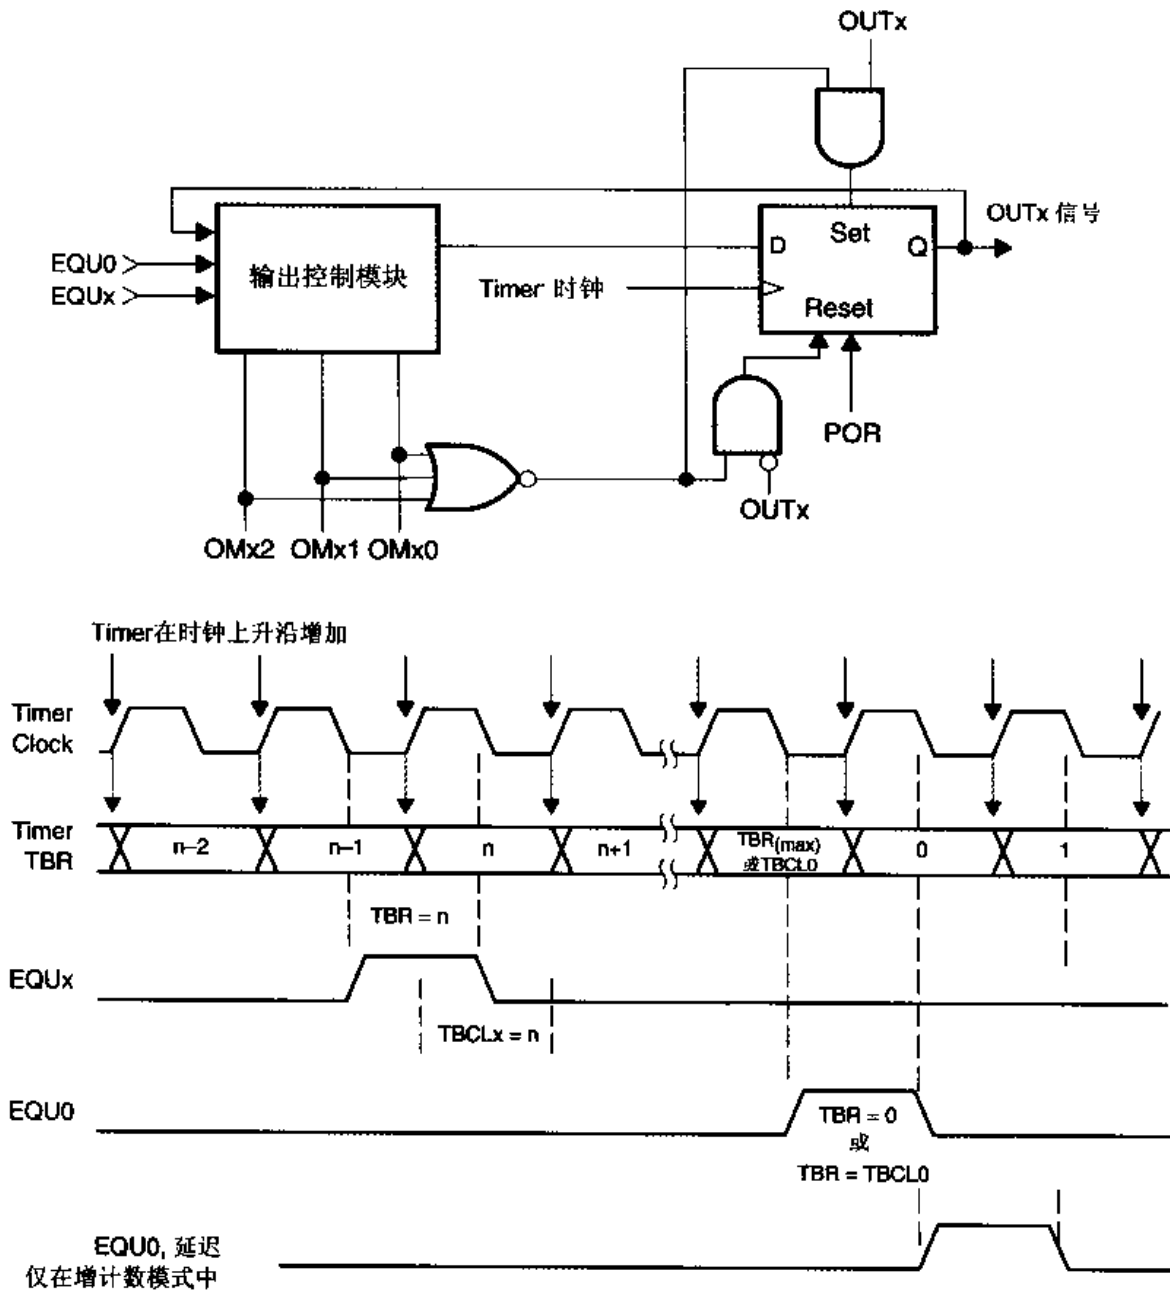 OUTx
OUTx 信号
Set
D
Q
EQU0
EQUx
输出控制模块
Timer 时钟
Reset
POR
OUTx
OMx2 OMx1 OMx0
Timer在时钟上升沿增加
Timer
Clock
Timer
TBR
n–2
n–1
n
n+1
TBR(max)
或TBCL0
0
1
TBR = n
EQUx
TBCLx = n
EQU0
TBR = 0
或
TBR = TBCL0
EQU0, 延迟
仅在增计数模式中